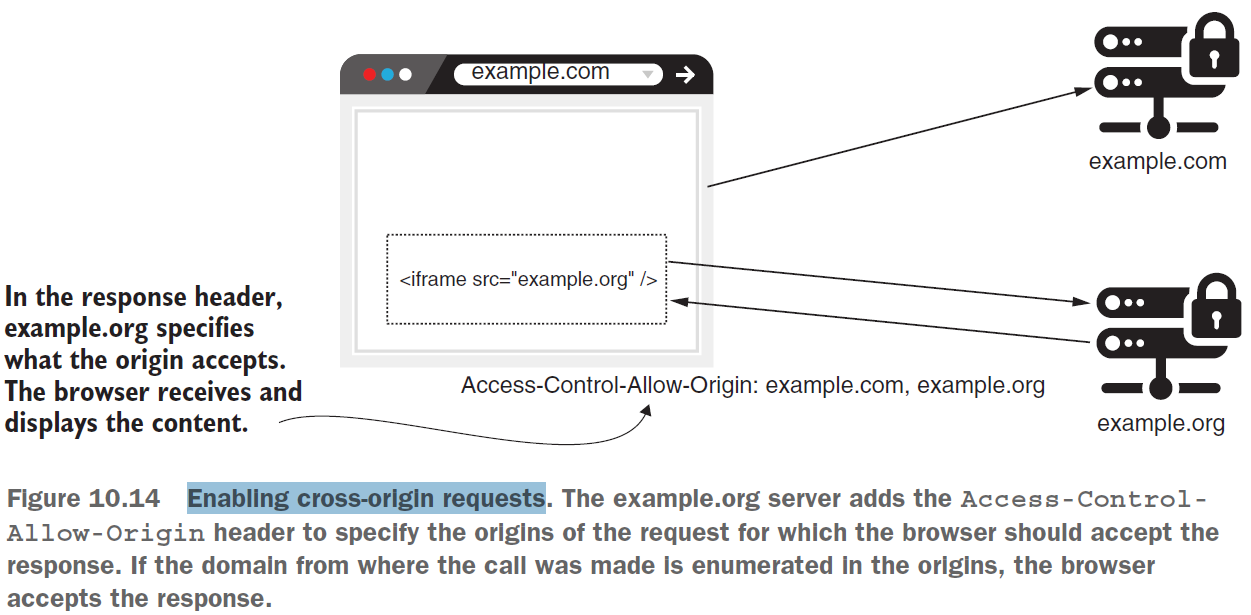 example.com
example.com
<iframe src="example.org" />
In the response header,
example.org specifies
what the origin accepts.
The browser receives and
displays the content.
Access-Control-Allow-Origin: example.com, example.org
example.org
Figure 10.14 Enabling cross-origin requests. The example.org server adds the Access-Control-
Allow-Origin header to specify the origins of the request for which the browser should accept the
response. If the domain from where the call was made is enumerated in the origins, the browser
accepts the response.